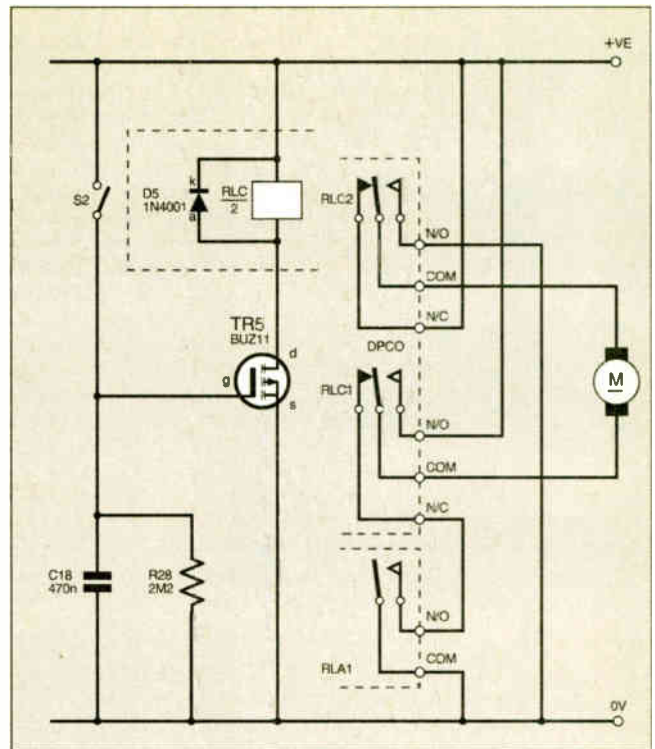 +VE
S2
D5
1N4001
k
a
RLC
2
RLC2
N/O
COM
N/C
DPCO
TR5
BUZ11
d
g
s
M
RLC1
N/O
COM
N/C
C18
470n
R28
2M2
N/O
RLA1
COM
0V